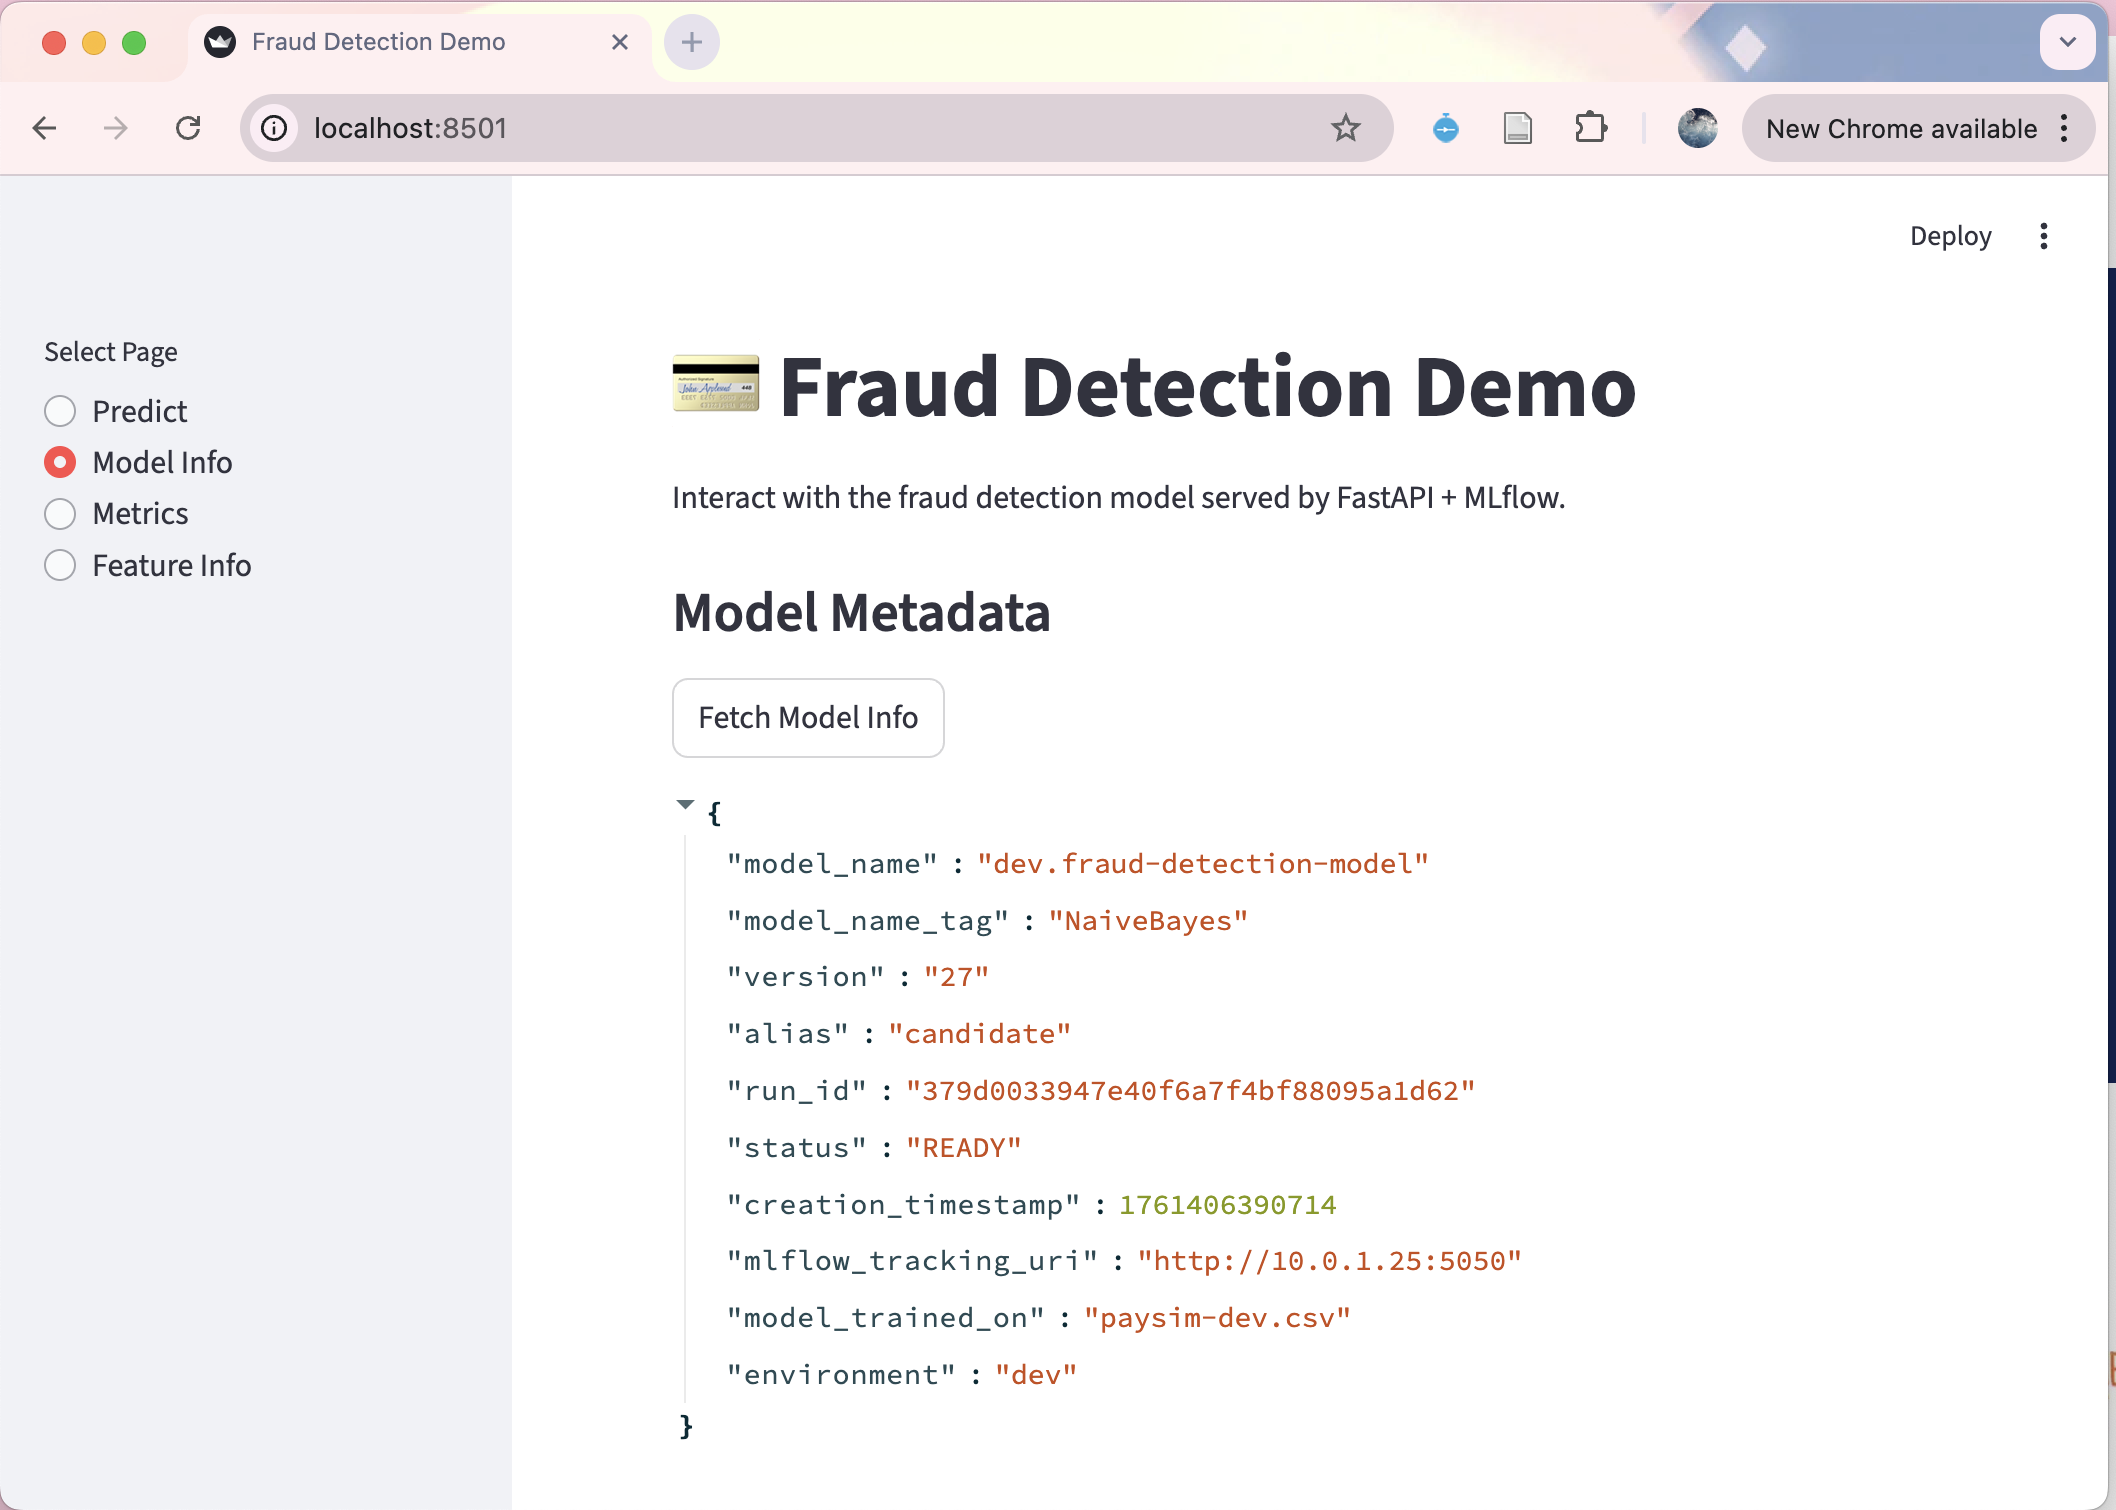 Fraud Detection Demo
localhost:8501
New Chrome available
Deploy
Select Page
Predict
Model Info
Metrics
Feature Info
Fraud Detection Demo
Interact with the fraud detection model served by FastAPI + MLflow.
Model Metadata
Fetch Model Info
{
"model_name" : "dev.fraud-detection-model"
"model_name_tag" : "NaiveBayes"
"version" : "27"
"alias" : "candidate"
"run_id" : "379d0033947e40f6a7f4bf88095a1d62"
"status" : "READY"
"creation_timestamp" : 1761406390714
"mlflow_tracking_uri" : "http://10.0.1.25:5050"
"model_trained_on" : "paysim-dev.csv"
"environment" : "dev"
}